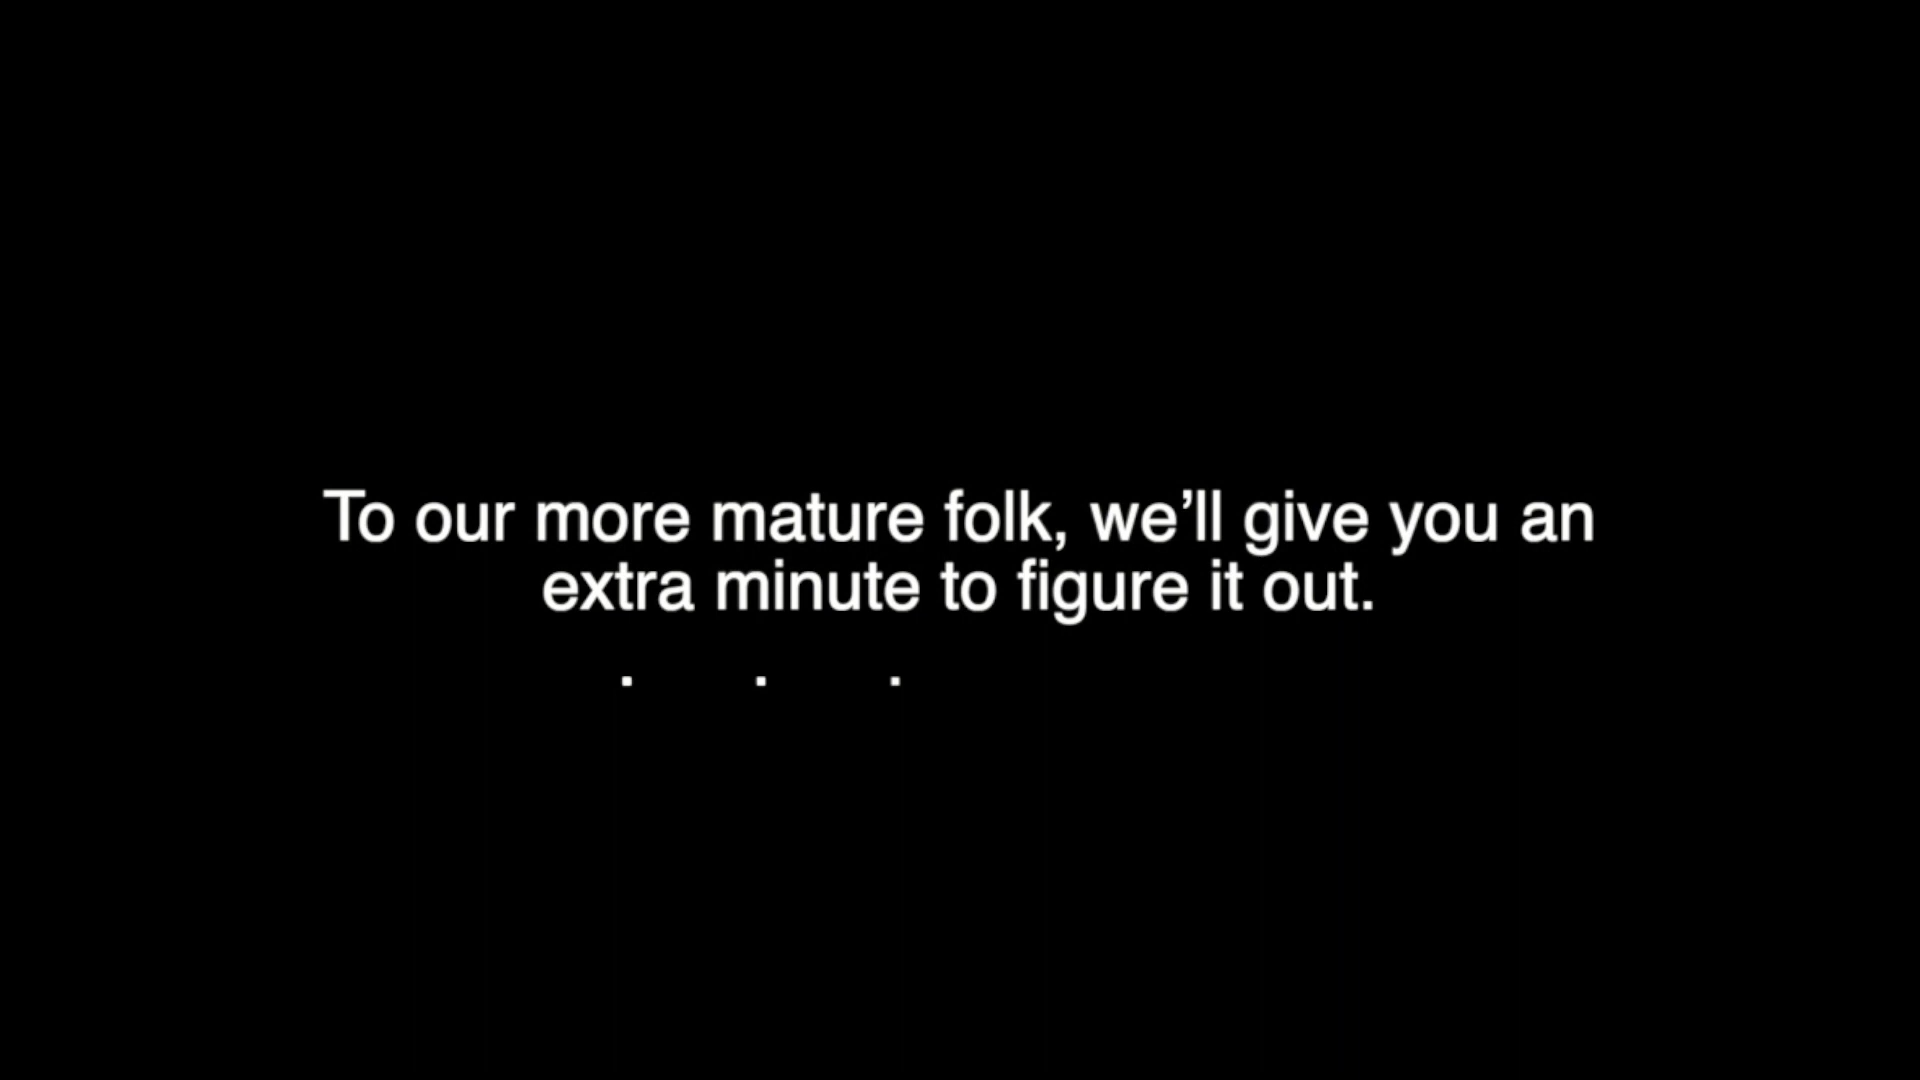 To our more mature folk, we’ll give you an
extra minute to figure it out.
. . .